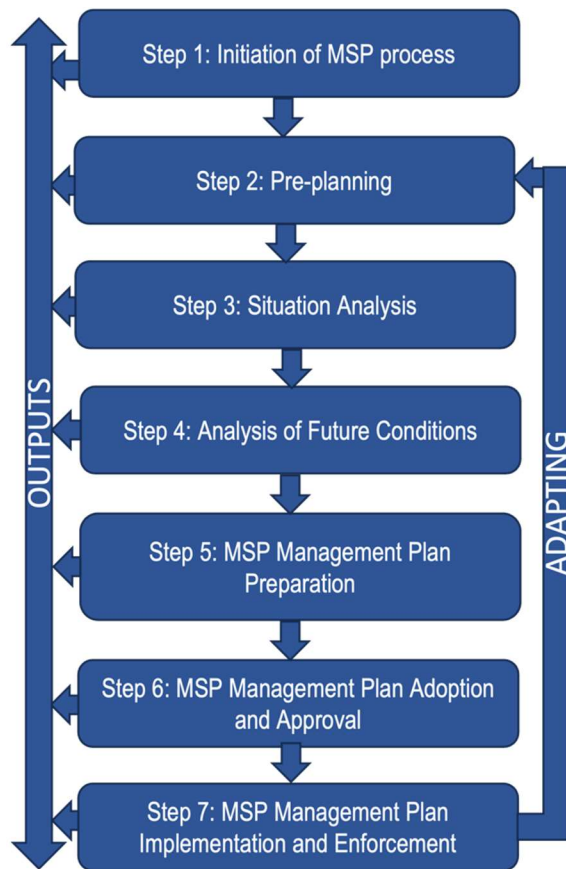 Step 1: Initiation of MSP process
Step 2: Pre-planning
Step 3: Situation Analysis
Step 4: Analysis of Future Conditions
Step 5: MSP Management Plan
Preparation
Step 6: MSP Management Plan Adoption
and Approval
Step 7: MSP Management Plan
Implementation and Enforcement
OUTPUTS
ADAPTING